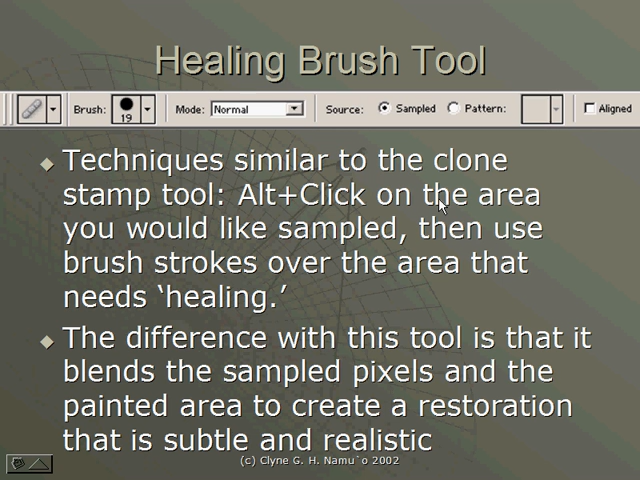 Healing Brush Tool
Brush: 19 Mode: Normal Source: Sampled Pattern: Aligned
Techniques similar to the clone
stamp tool: Alt+Click on the area
you would like sampled, then use
brush strokes over the area that
needs ‘healing.’
The difference with this tool is that it
blends the sampled pixels and the
painted area to create a restoration
that is subtle and realistic
(c) Clyne G. H. Namu`o 2002